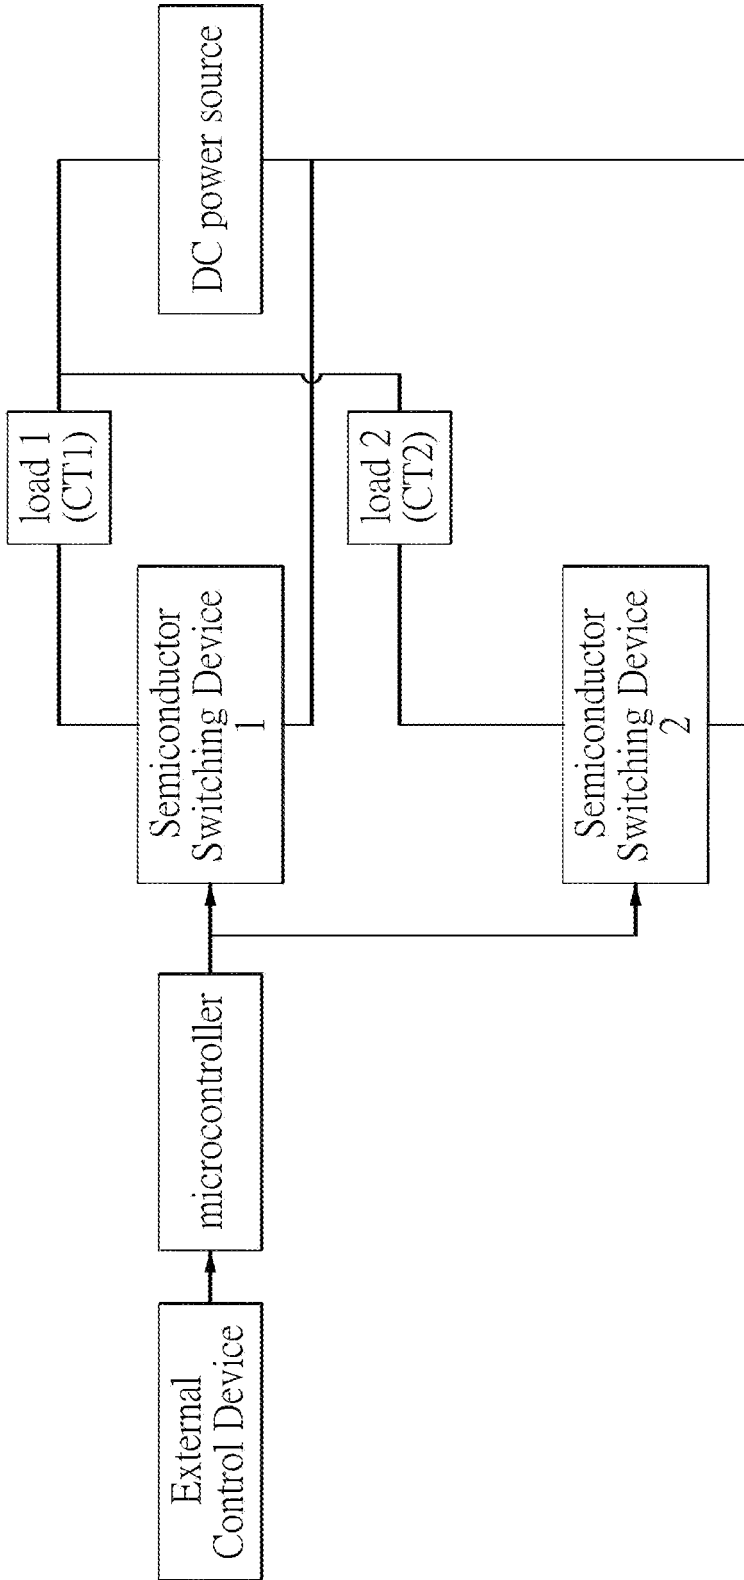 External
Control Device
microcontroller
Semiconductor
Switching Device
1
load 1
(CT1)
DC power source
load 2
(CT2)
Semiconductor
Switching Device
2